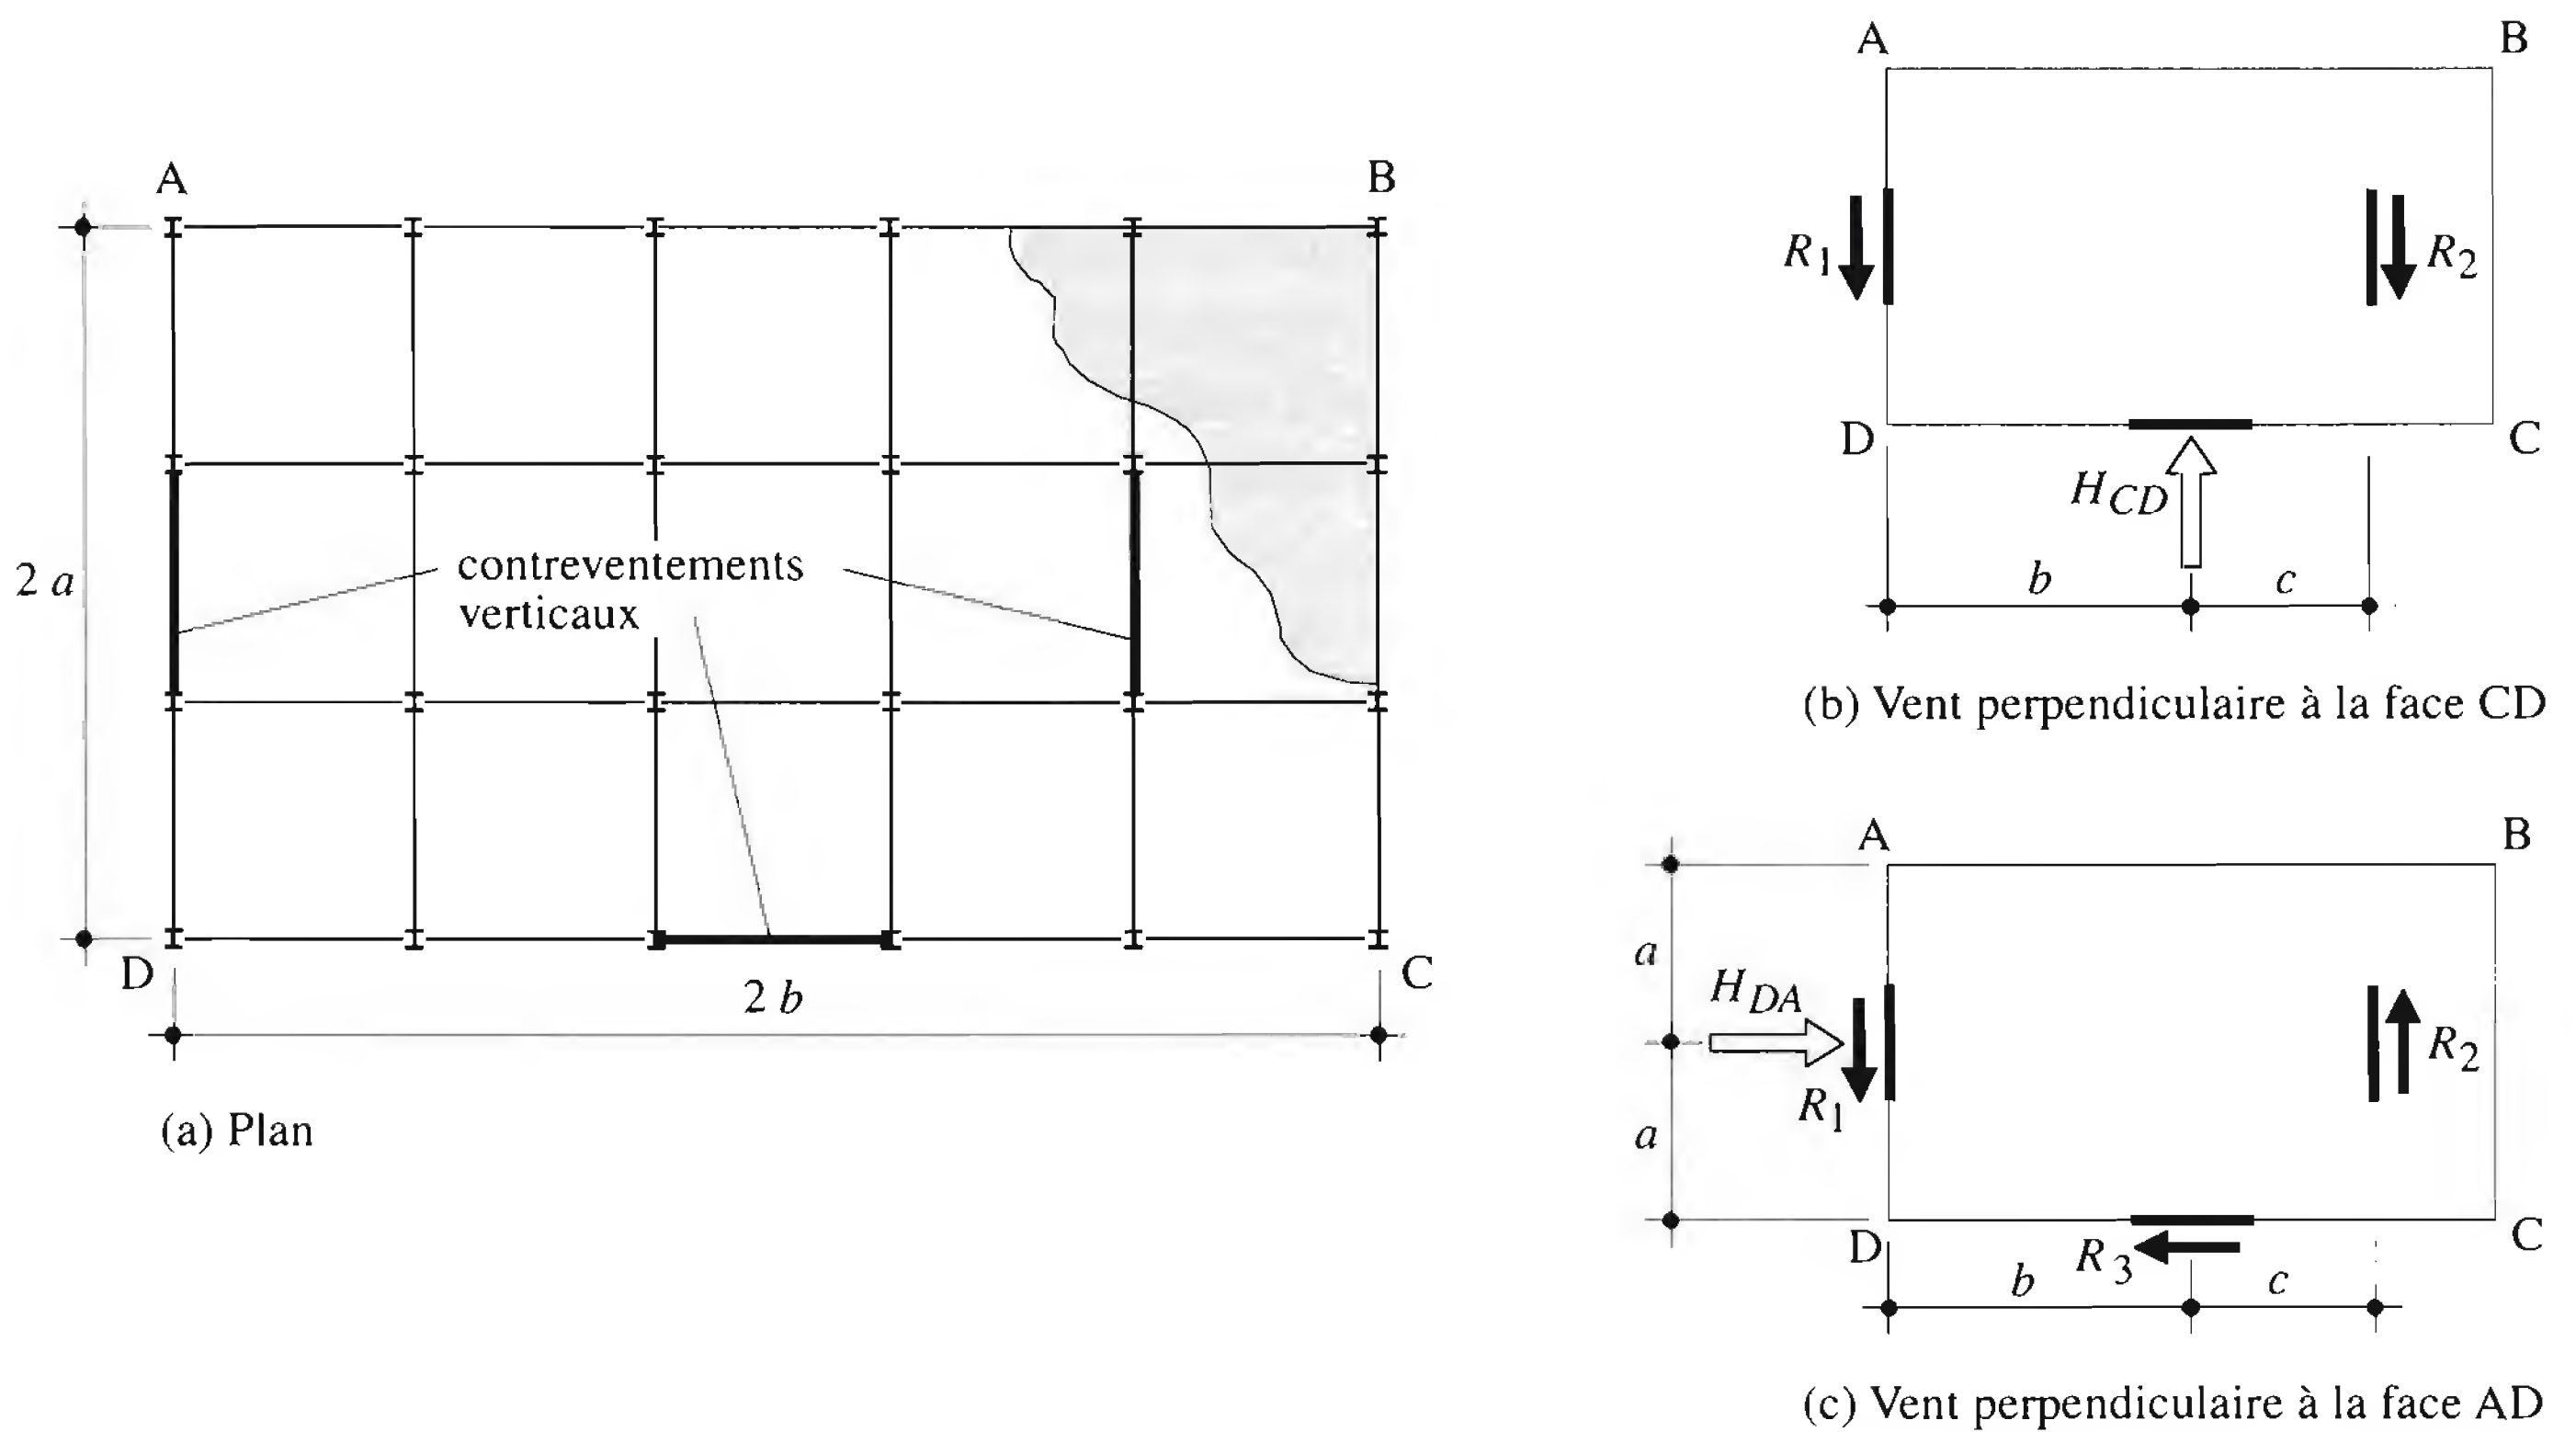 A
B
2 a
contreventements
verticaux
D
C
2 b
(a) Plan
A
B
R1
R2
D
C
HCD
b
c
(b) Vent perpendiculaire à la face CD
A
B
a
HDA
R1
R2
a
D
C
R3
b
c
(c) Vent perpendiculaire à la face AD